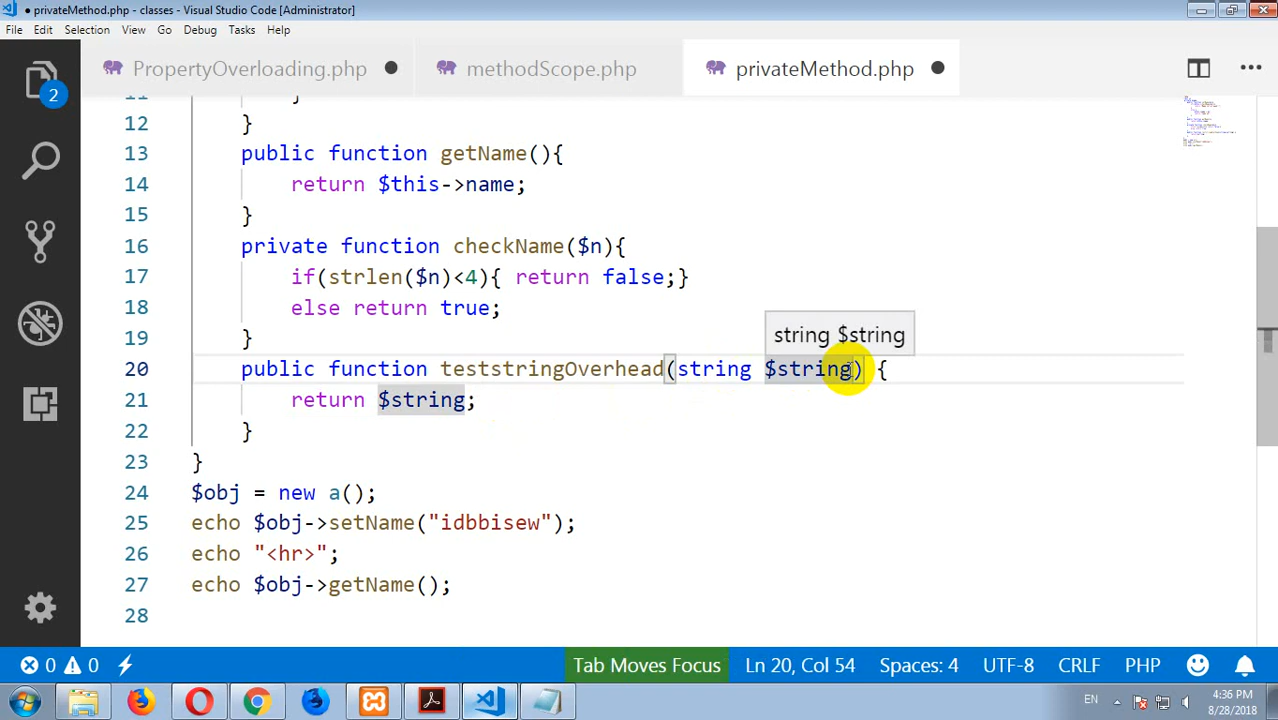 privateMethod.php - classes - Visual Studio Code [Administrator]
File Edit Selection View Go Debug Tasks Help
PropertyOverloading.php methodScope.php privateMethod.php
2
11 }
12 }
13 public function getName(){
14 return $this->name;
15 }
16 private function checkName($n){
17 if(strlen($n)<4){ return false;}
18 else return true;
19 }
string $string
20 public function teststringOverhead(string $string) {
21 return $string;
22 }
23 }
24 $obj = new a();
25 echo $obj->setName("idbbisew");
26 echo "<hr>";
27 echo $obj->getName();
28
0 0 Tab Moves Focus Ln 20, Col 54 Spaces: 4 UTF-8 CRLF PHP
EN 4:36 PM
8/28/2018